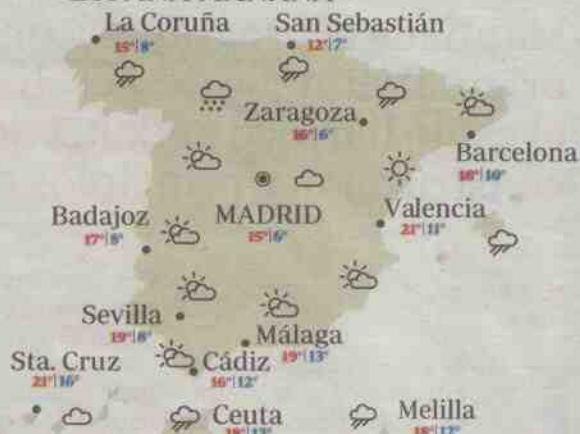 La Coruña
15°|8°
San Sebastián
12°|7°
Zaragoza
16°|6°
Barcelona
18°|10°
MADRID
15°|6°
Badajoz
17°|8°
Valencia
21°|11°
Sevilla
19°|8°
Málaga
19°|13°
Sta. Cruz
21°|16°
Cádiz
16°|12°
Ceuta
Melilla